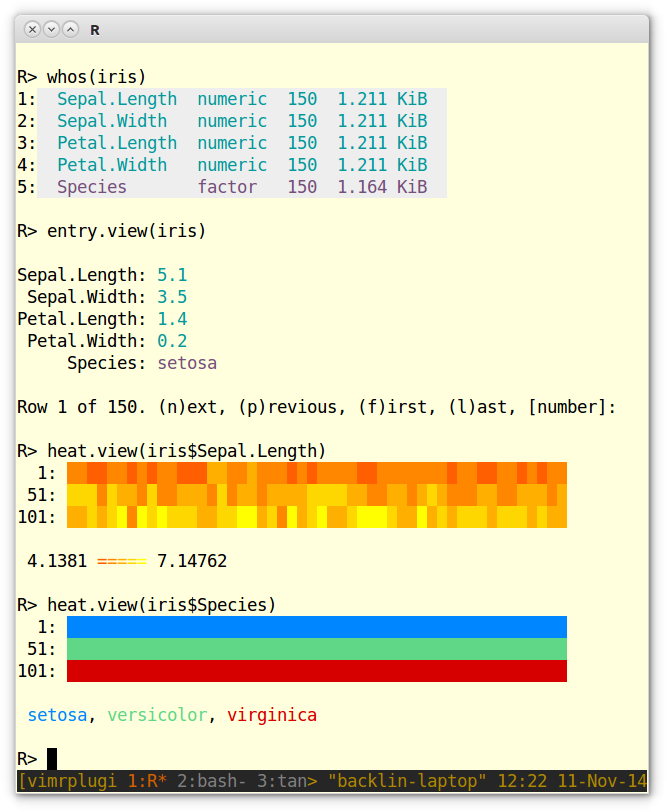 R
R> whos(iris)
1:  Sepal.Length  numeric  150  1.211 KiB
2:  Sepal.Width   numeric  150  1.211 KiB
3:  Petal.Length  numeric  150  1.211 KiB
4:  Petal.Width   numeric  150  1.211 KiB
5:  Species       factor   150  1.164 KiB
R> entry.view(iris)
Sepal.Length: 5.1
 Sepal.Width: 3.5
Petal.Length: 1.4
 Petal.Width: 0.2
     Species: setosa
Row 1 of 150. (n)ext, (p)revious, (f)irst, (l)ast, [number]:
R> heat.view(iris$Sepal.Length)
  1:
 51:
101:
 4.1381 ===== 7.14762
R> heat.view(iris$Species)
  1:
 51:
101:
 setosa, versicolor, virginica
R>
[vimrplugi 1:R* 2:bash- 3:tan> "backlin-laptop" 12:22 11-Nov-14